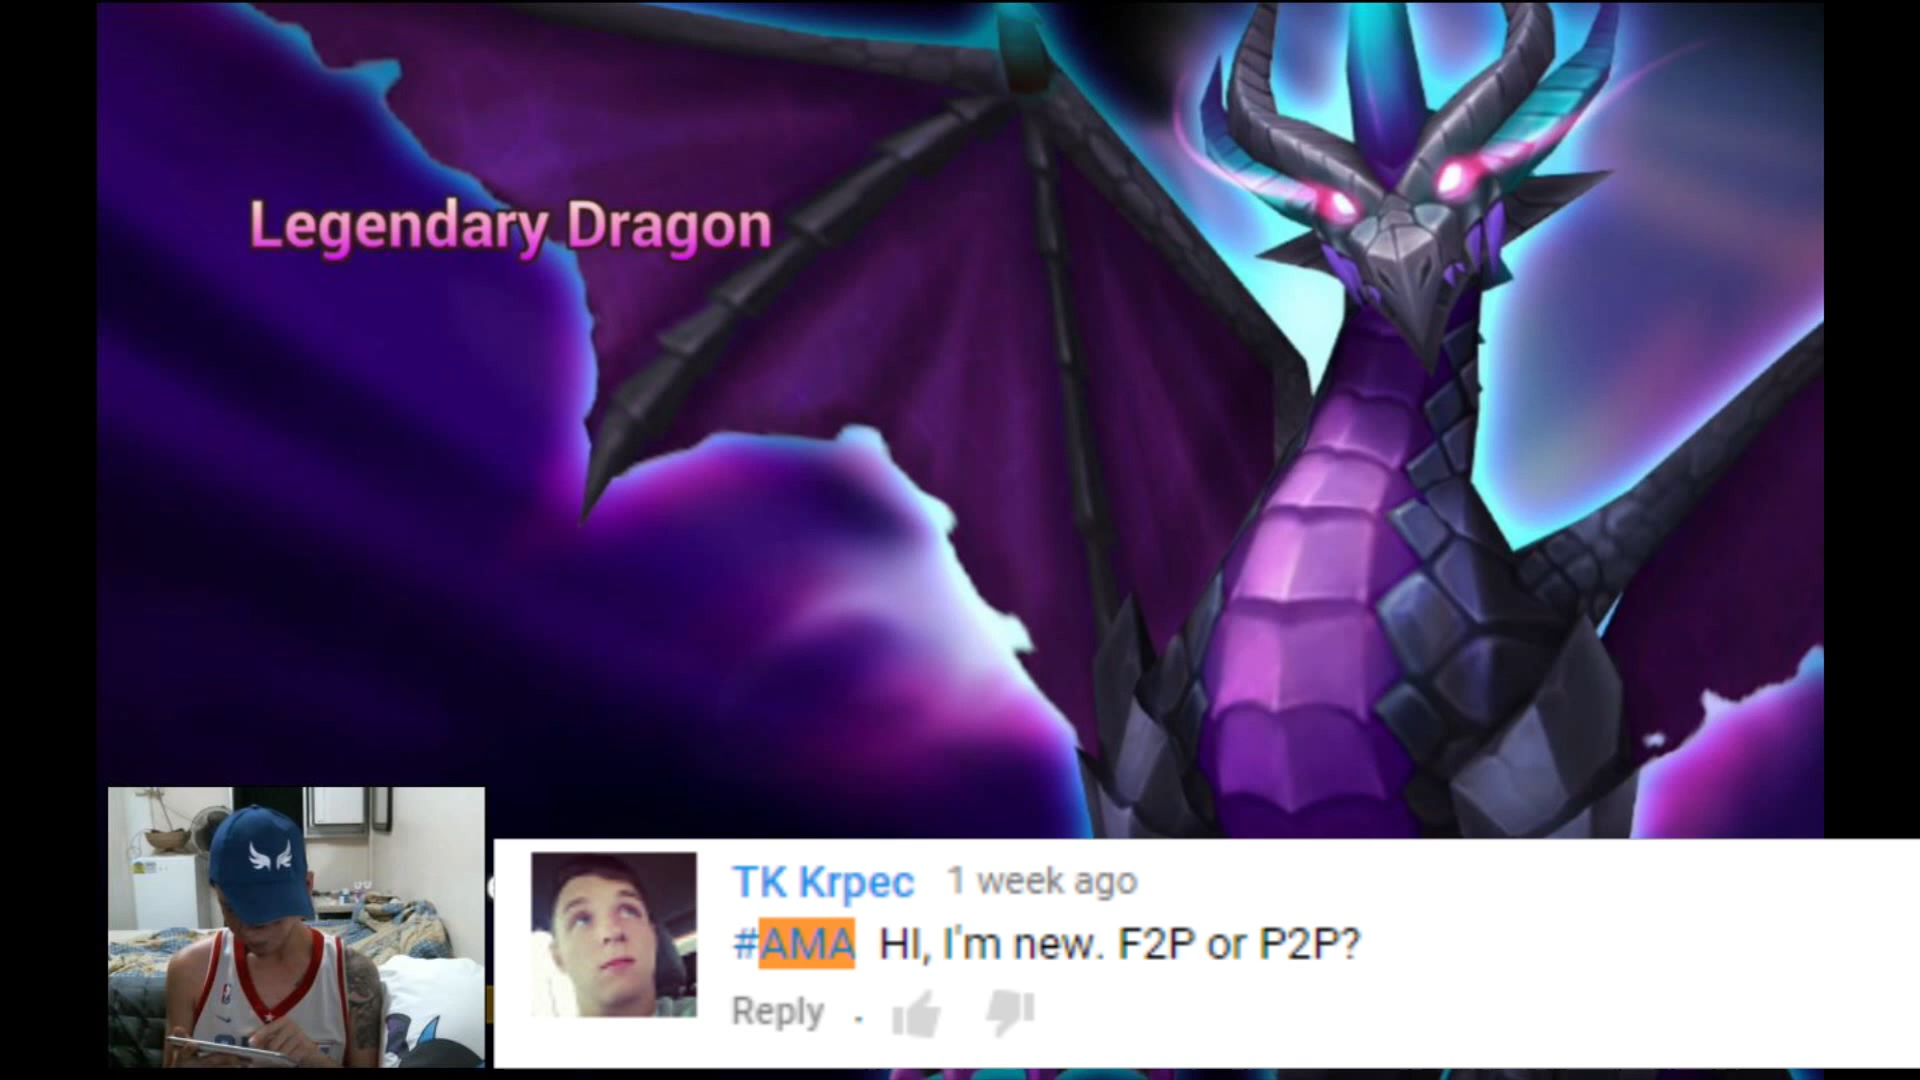 Legendary Dragon
TK Krpec 1 week ago
#AMA HI, I'm new. F2P or P2P?
Reply .